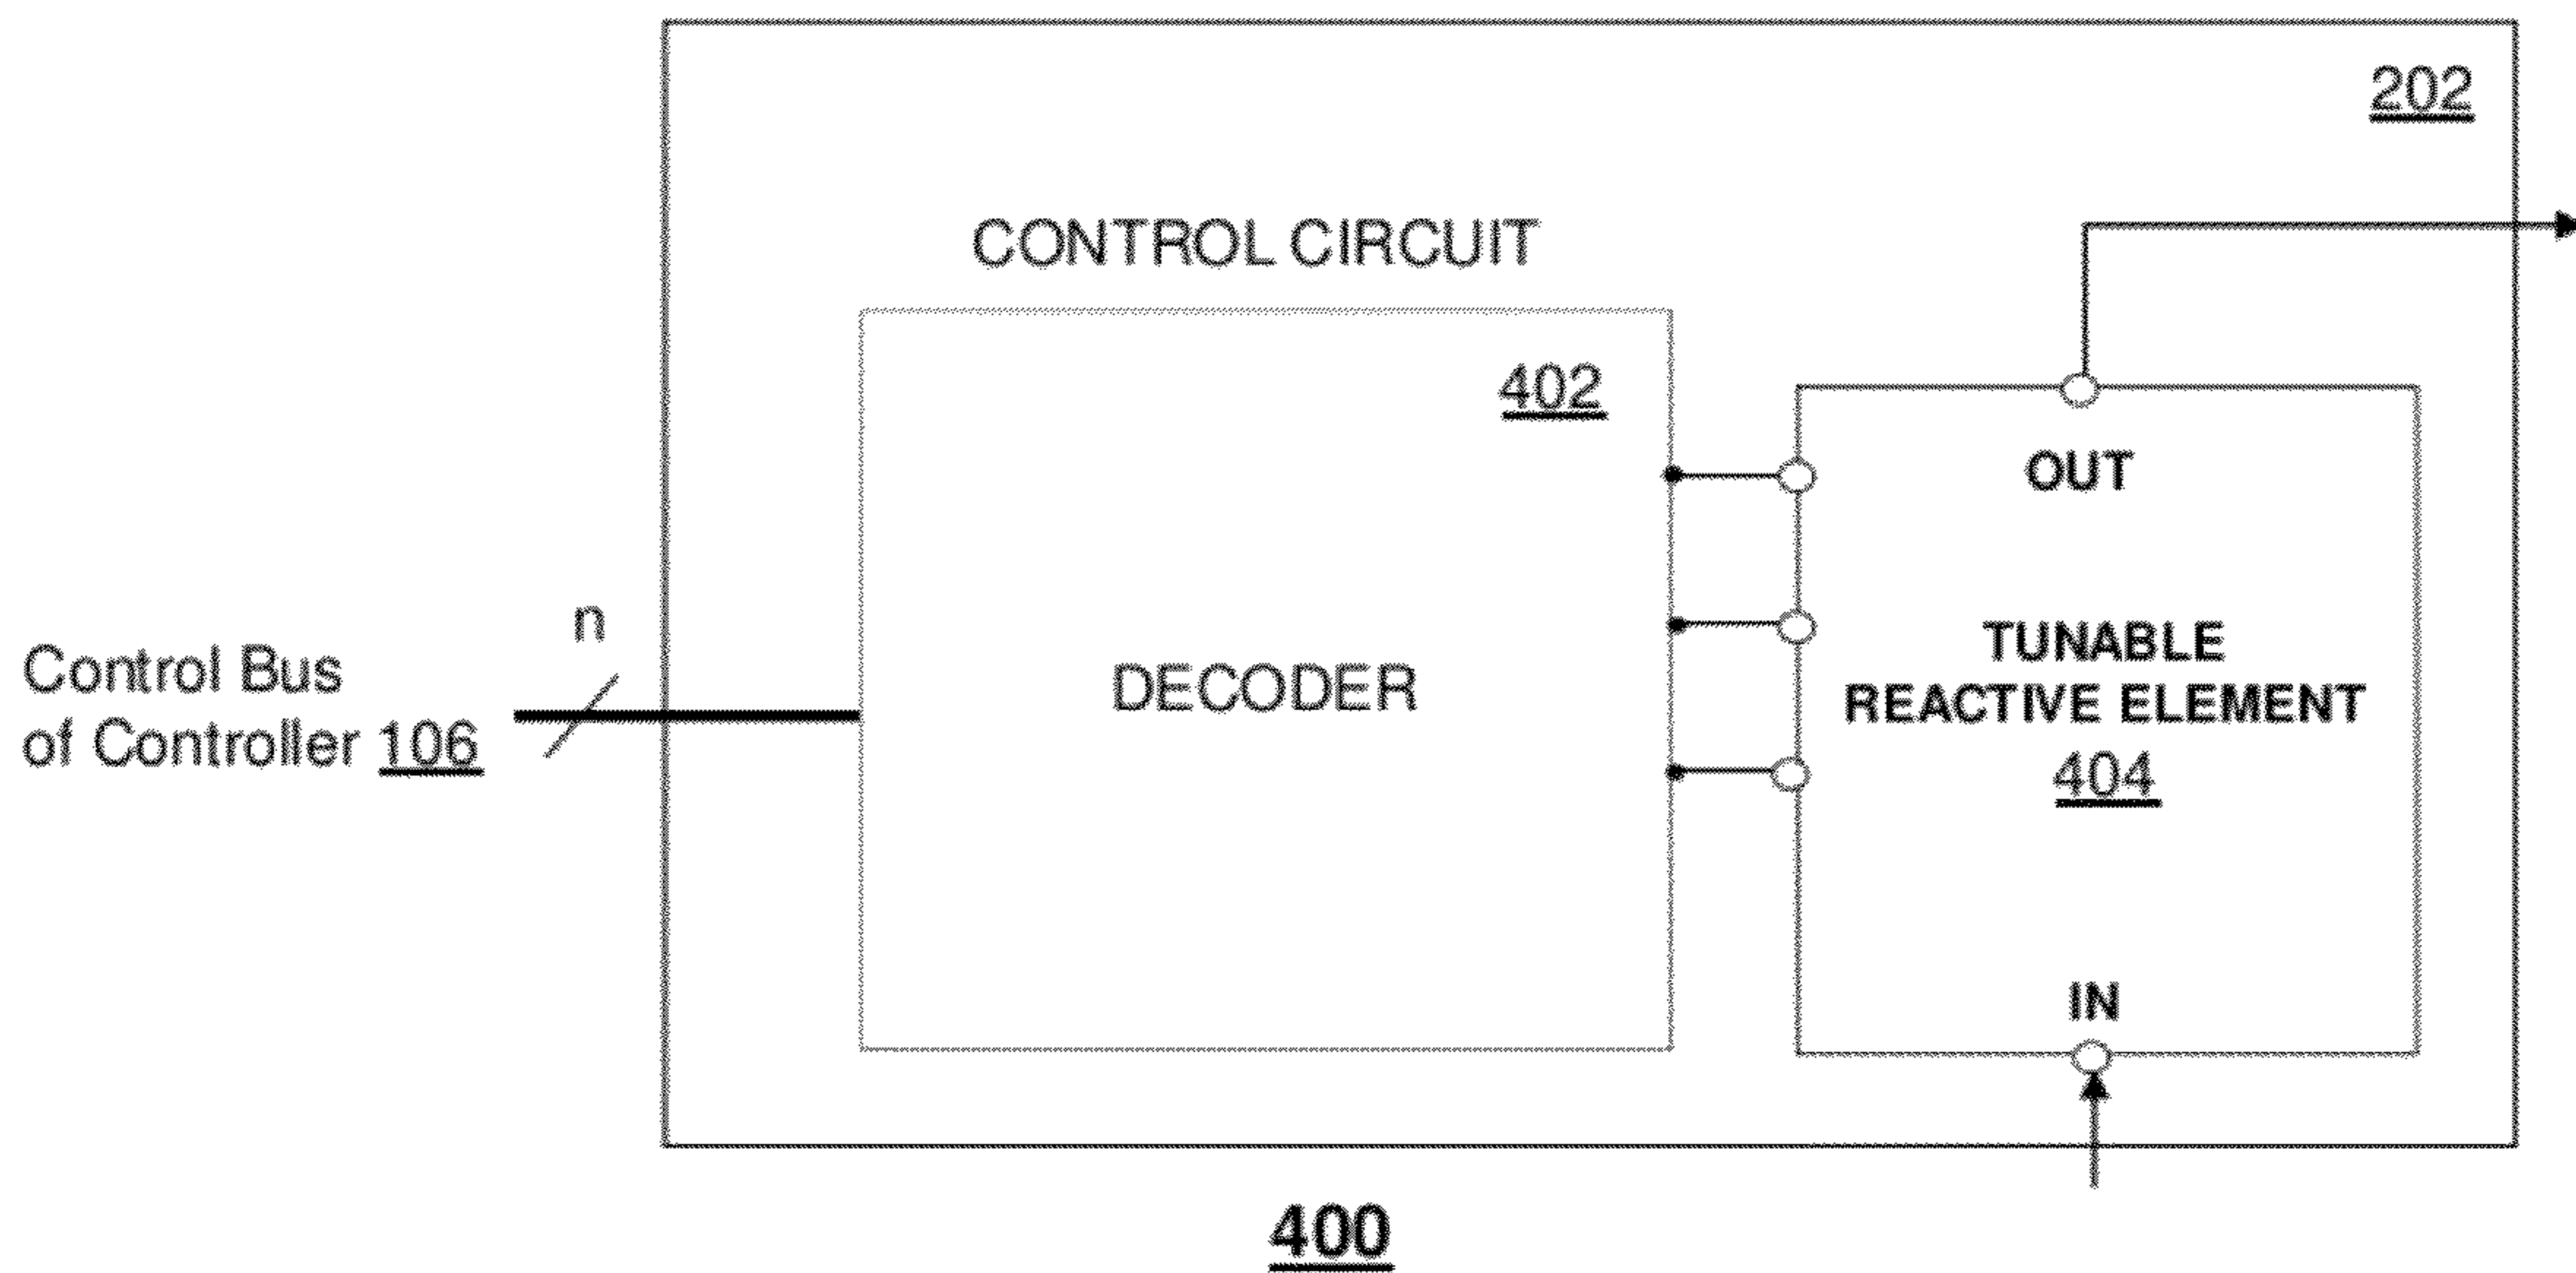 202
CONTROL CIRCUIT
402
OUT
n
Control Bus
of Controller 106
DECODER
TUNABLE
REACTIVE ELEMENT
404
IN
400